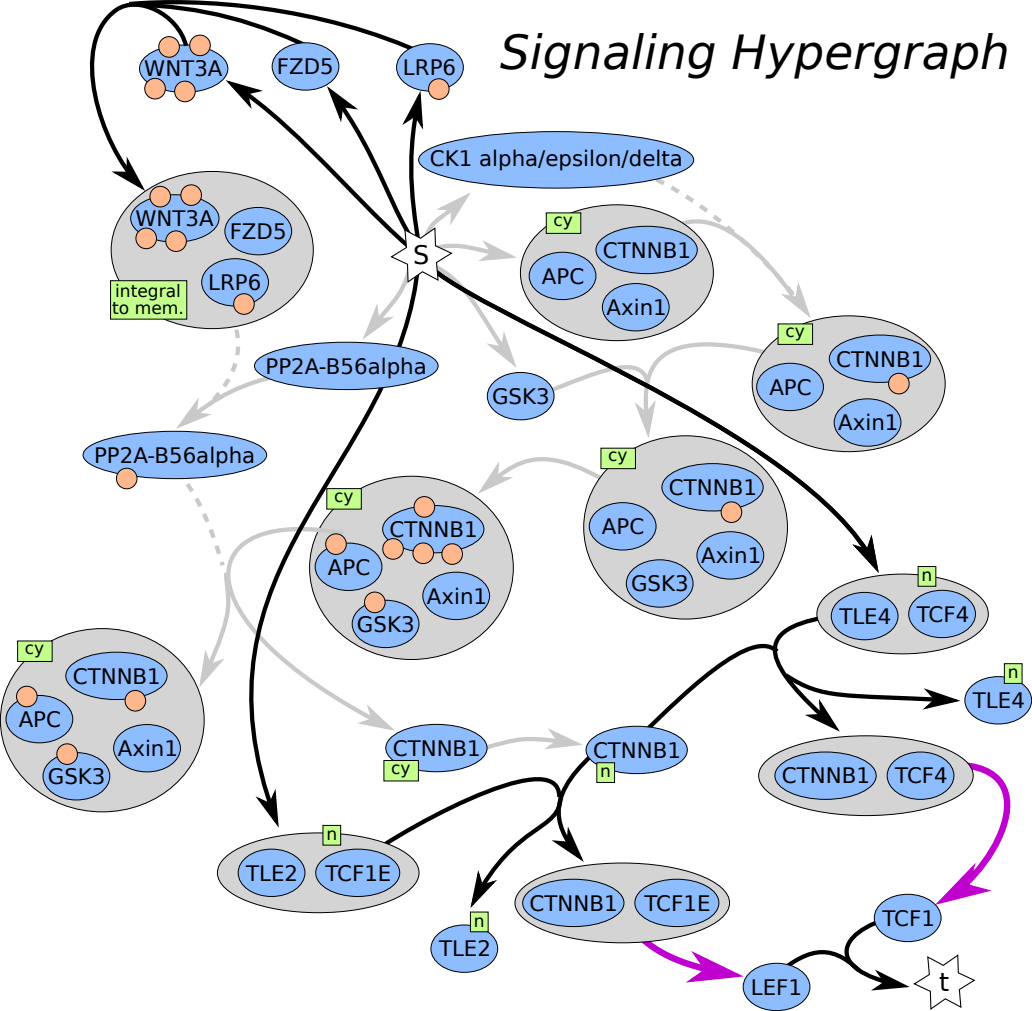 Signaling Hypergraph
WNT3A
FZD5
LRP6
CK1 alpha/epsilon/delta
WNT3A
FZD5
LRP6
integral
to mem.
S
cy
CTNNB1
APC
Axin1
cy
CTNNB1
APC
Axin1
PP2A-B56alpha
GSK3
PP2A-B56alpha
cy
CTNNB1
APC
Axin1
GSK3
cy
CTNNB1
APC
Axin1
GSK3
n
TLE4
TCF4
cy
CTNNB1
APC
Axin1
GSK3
n
TLE4
CTNNB1
cy
CTNNB1
n
CTNNB1
TCF4
n
TLE2
TCF1E
CTNNB1
TCF1E
n
TLE2
TCF1
LEF1
t